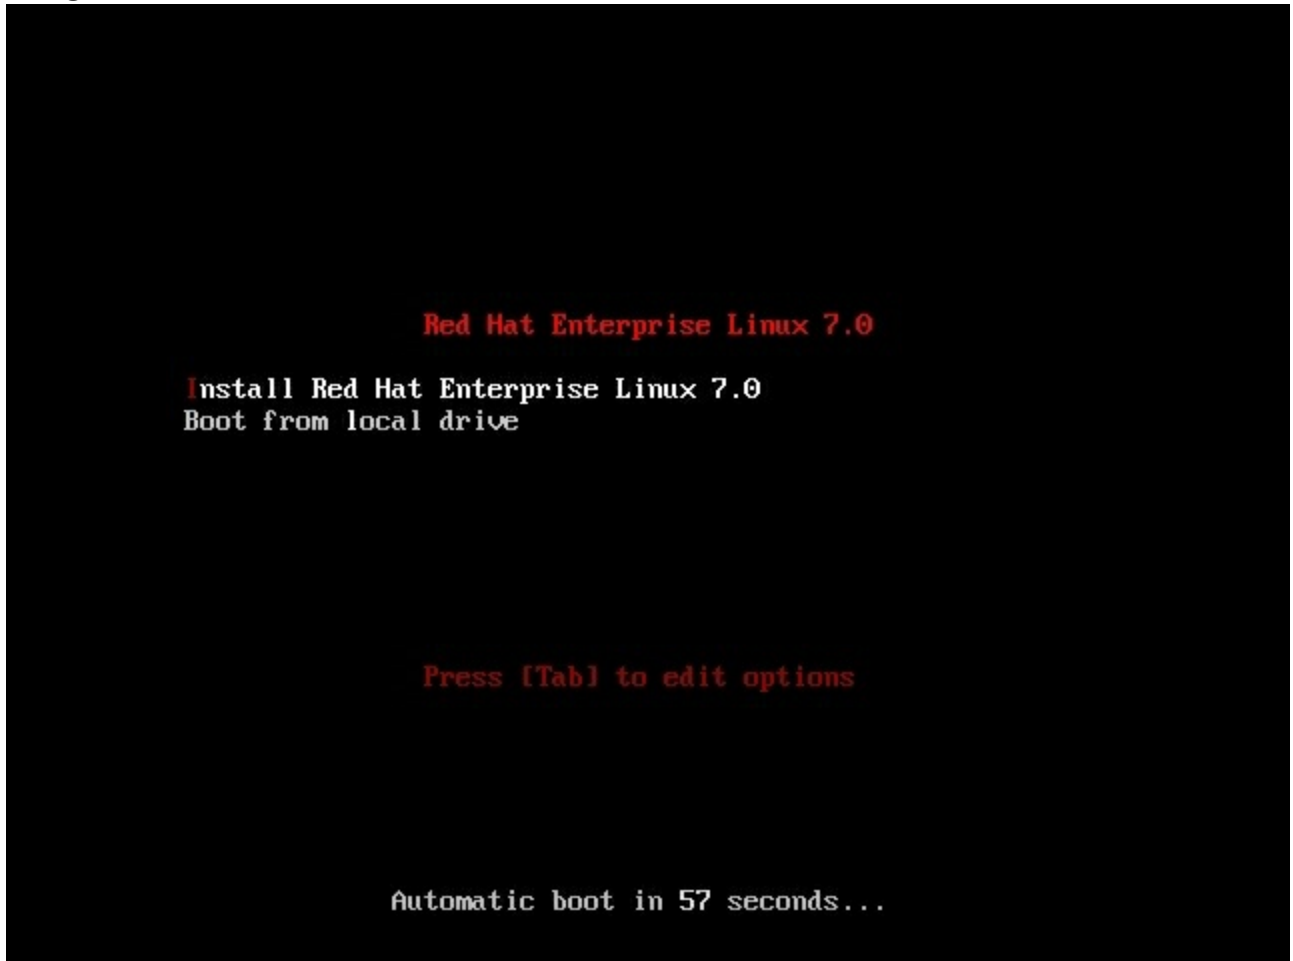 Red Hat Enterprise Linux 7.0
Install Red Hat Enterprise Linux 7.0
Boot from local drive
Press [Tab] to edit options
Automatic boot in 57 seconds...